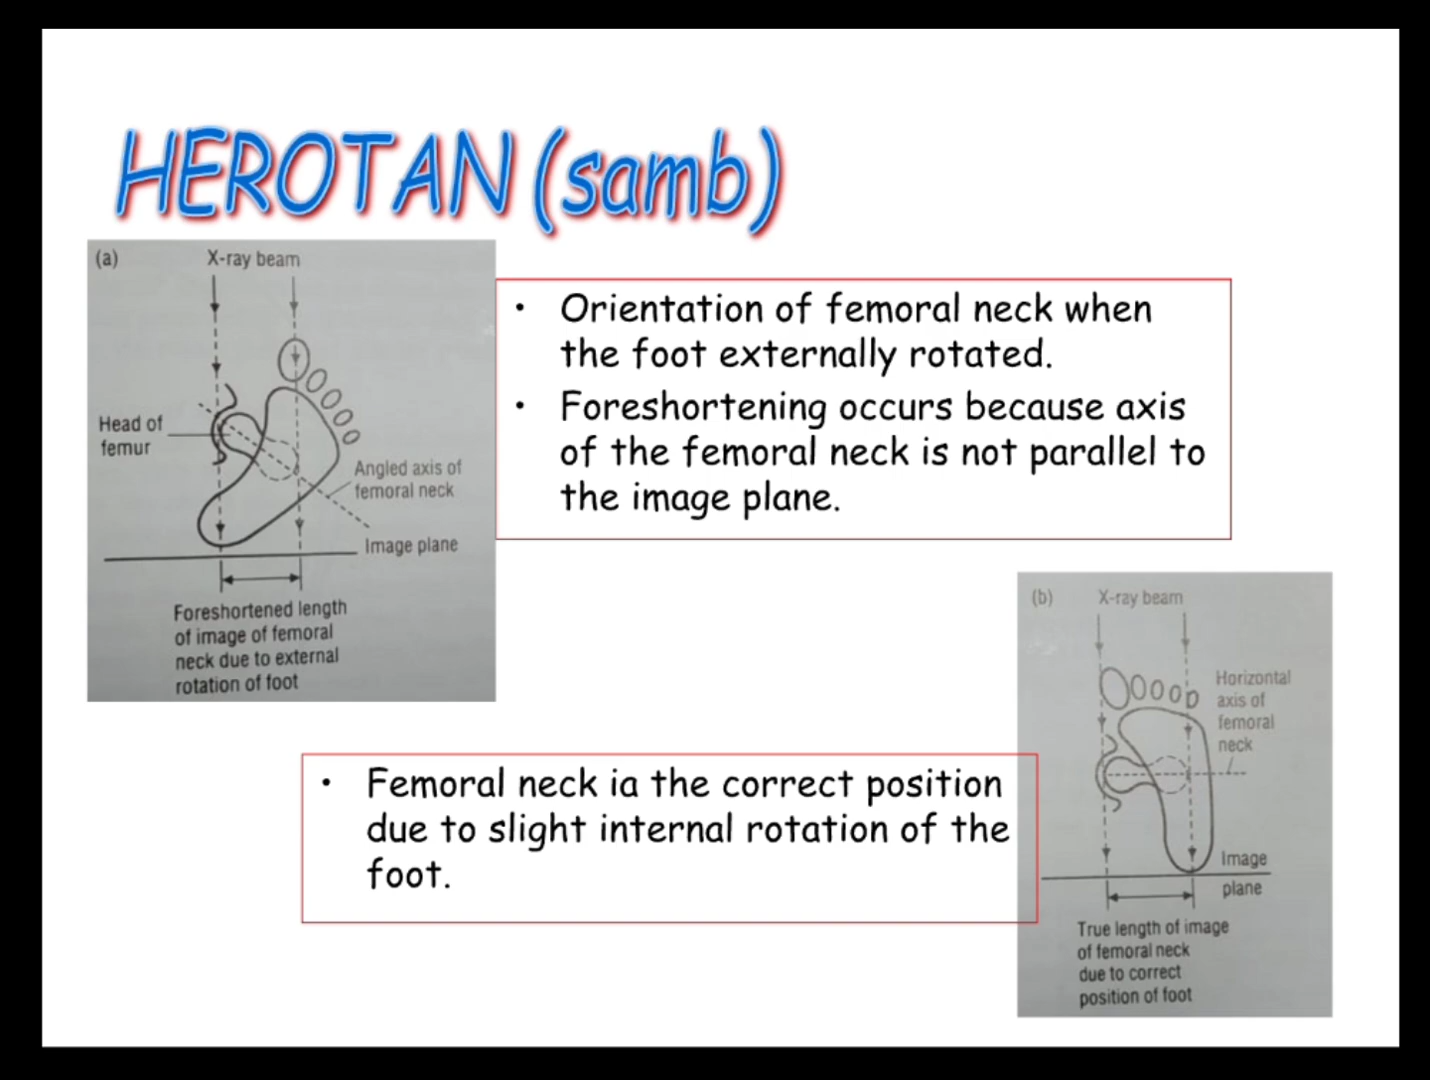 HEROTAN (samb)
(a)
X-ray beam
Head of
femur
Angled axis of
femoral neck
Image plane
Foreshortened length
of image of femoral
neck due to external
rotation of foot
• Orientation of femoral neck when
the foot externally rotated.
• Foreshortening occurs because axis
of the femoral neck is not parallel to
the image plane.
• Femoral neck ia the correct position
due to slight internal rotation of the
foot.
(b)
X-ray beam
Horizontal
axis of
femoral
neck
Image
plane
True length of image
of femoral neck
due to correct
position of foot